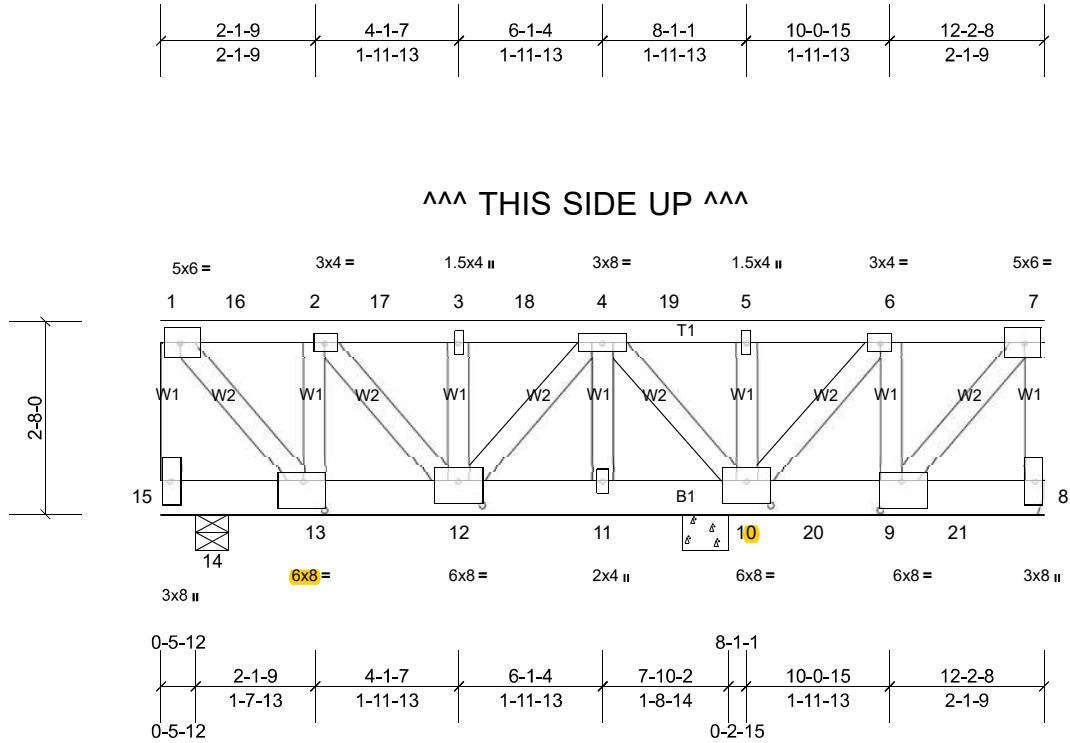 2-1-9 4-1-7 6-1-4 8-1-1 10-0-15 12-2-8
2-1-9 1-11-13 1-11-13 1-11-13 1-11-13 2-1-9
^^^ THIS SIDE UP ^^^
5x6 = 3x4 = 1.5x4 II 3x8 = 1.5x4 II 3x4 = 5x6 =
1 16 2 17 3 18 4 19 5 6 7
T1
W1 W2 W1 W2 W1 W2 W1 W2 W1 W2 W1 W2 W1
2-8-0
15 B1 8
13 12 11 10 20 9 21
14
6x8 = 6x8 = 2x4 II 6x8 = 6x8 = 3x8 II
3x8 II
0-5-12 8-1-1
2-1-9 4-1-7 6-1-4 7-10-2 10-0-15 12-2-8
1-7-13 1-11-13 1-11-13 1-8-14 1-11-13 2-1-9
0-5-12 0-2-15